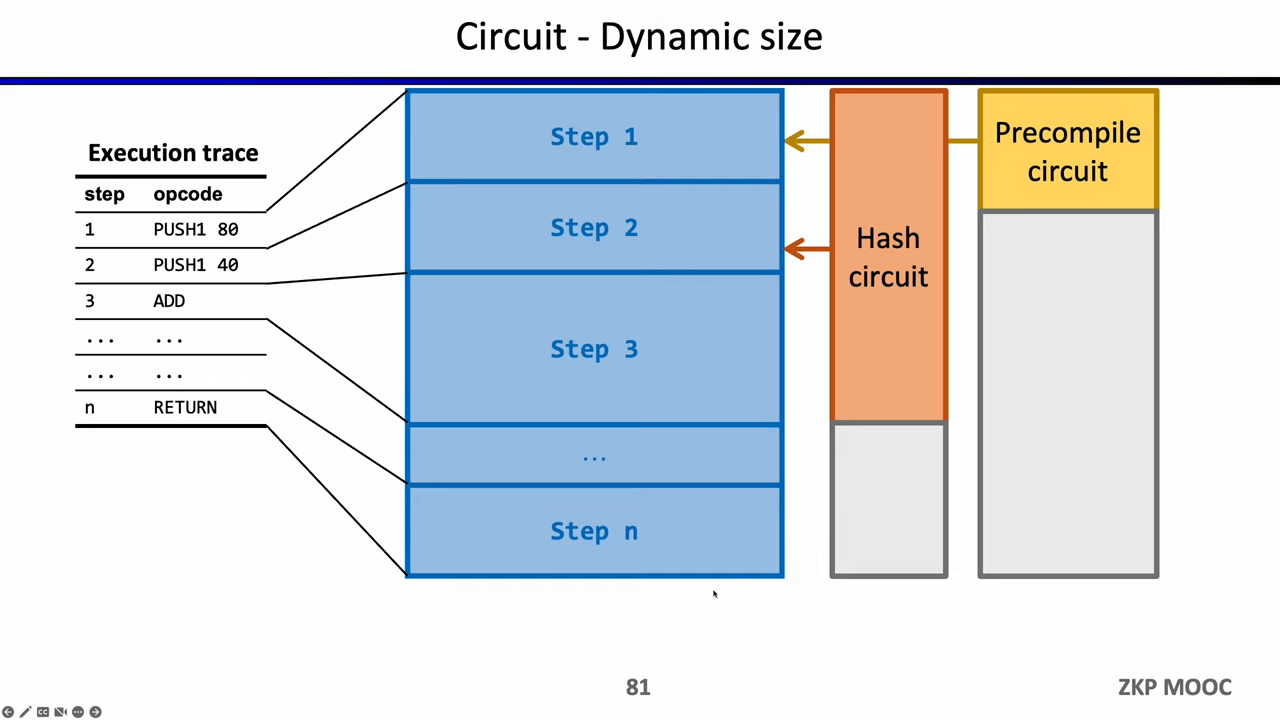 Circuit - Dynamic size
Execution trace
step opcode
1 PUSH1 80
2 PUSH1 40
3 ADD
... ...
... ...
n RETURN
Step 1
Step 2
Step 3
...
Step n
Hash
circuit
Precompile
circuit
81
ZKP MOOC